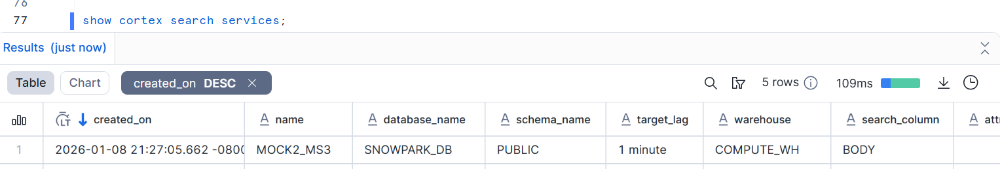 76
77 show cortex search services;
Results (just now)
Table Chart created_on DESC 5 rows 109ms
LT created_on A name A database_name A schema_name A target_lag A warehouse A search_column A attr
1 2026-01-08 21:27:05.662 -0800 MOCK2_MS3 SNOWPARK_DB PUBLIC 1 minute COMPUTE_WH BODY